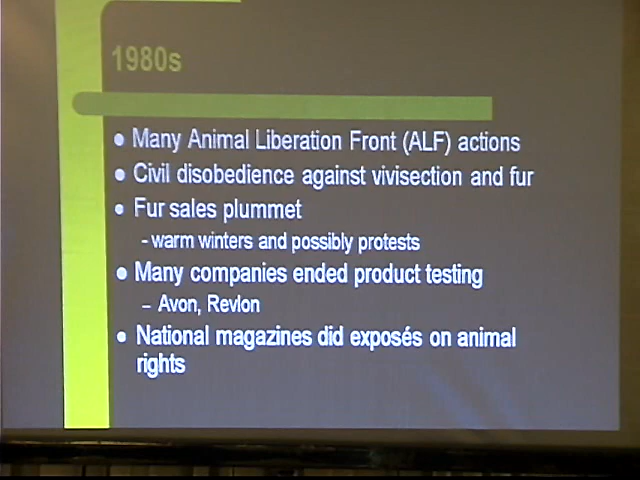 1980s
● Many Animal Liberation Front (ALF) actions
● Civil disobedience against vivisection and fur
● Fur sales plummet
- warm winters and possibly protests
● Many companies ended product testing
– Avon, Revlon
● National magazines did exposés on animal
rights